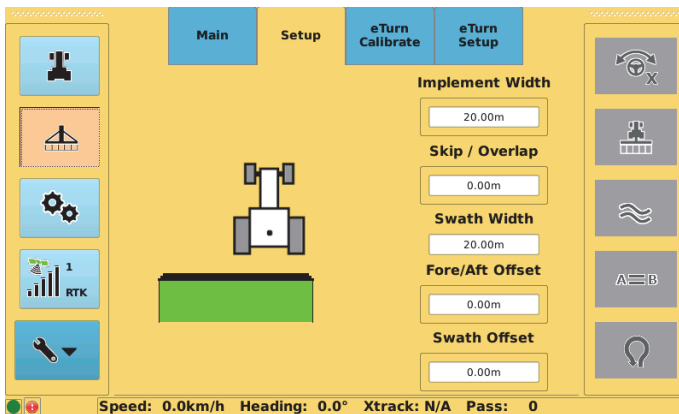 Main
Setup
eTurn
Calibrate
eTurn
Setup
X
Implement Width
20.00m
Skip / Overlap
0.00m
Swath Width
20.00m
1
RTK
Fore/Aft Offset
0.00m
A B
Swath Offset
0.00m
Speed: 0.0km/h Heading: 0.0° Xtrack: N/A Pass: 0